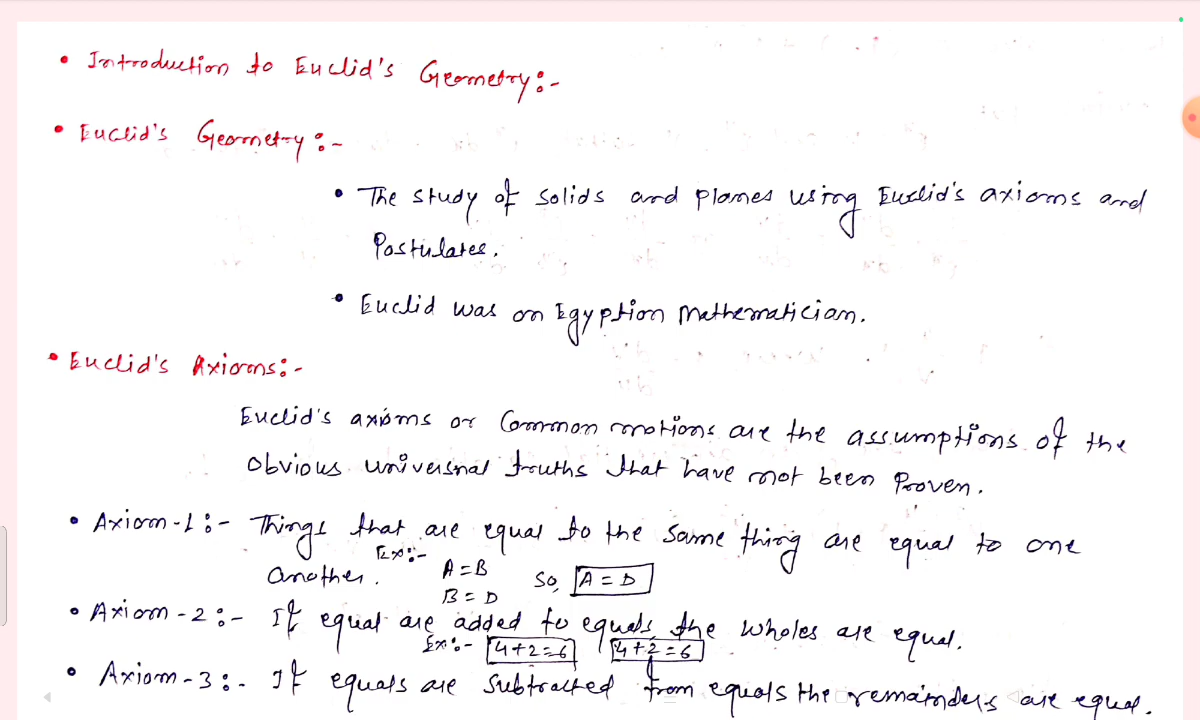 • Introduction to Euclid's Geometry:-
• Euclid's Geometry:-
• The study of solids and planes using Euclid's axioms and
Postulates.
• Euclid was an Egyption Mathematician.
• Euclid's Axioms:-
Euclid's axioms or Common notions are the assumptions of the
obvious universnal truths that have not been Proven.
• Axiom-1:- Things that are equal to the same thing are equal to one
another. Ex:- A=B So, A=D
B=D
• Axiom-2:- If equal are added to equals, the wholes are equal.
Ex:- 4+2=6 4+2=6
• Axiom-3:- If equals are subtracted from equals the remainders are equal.